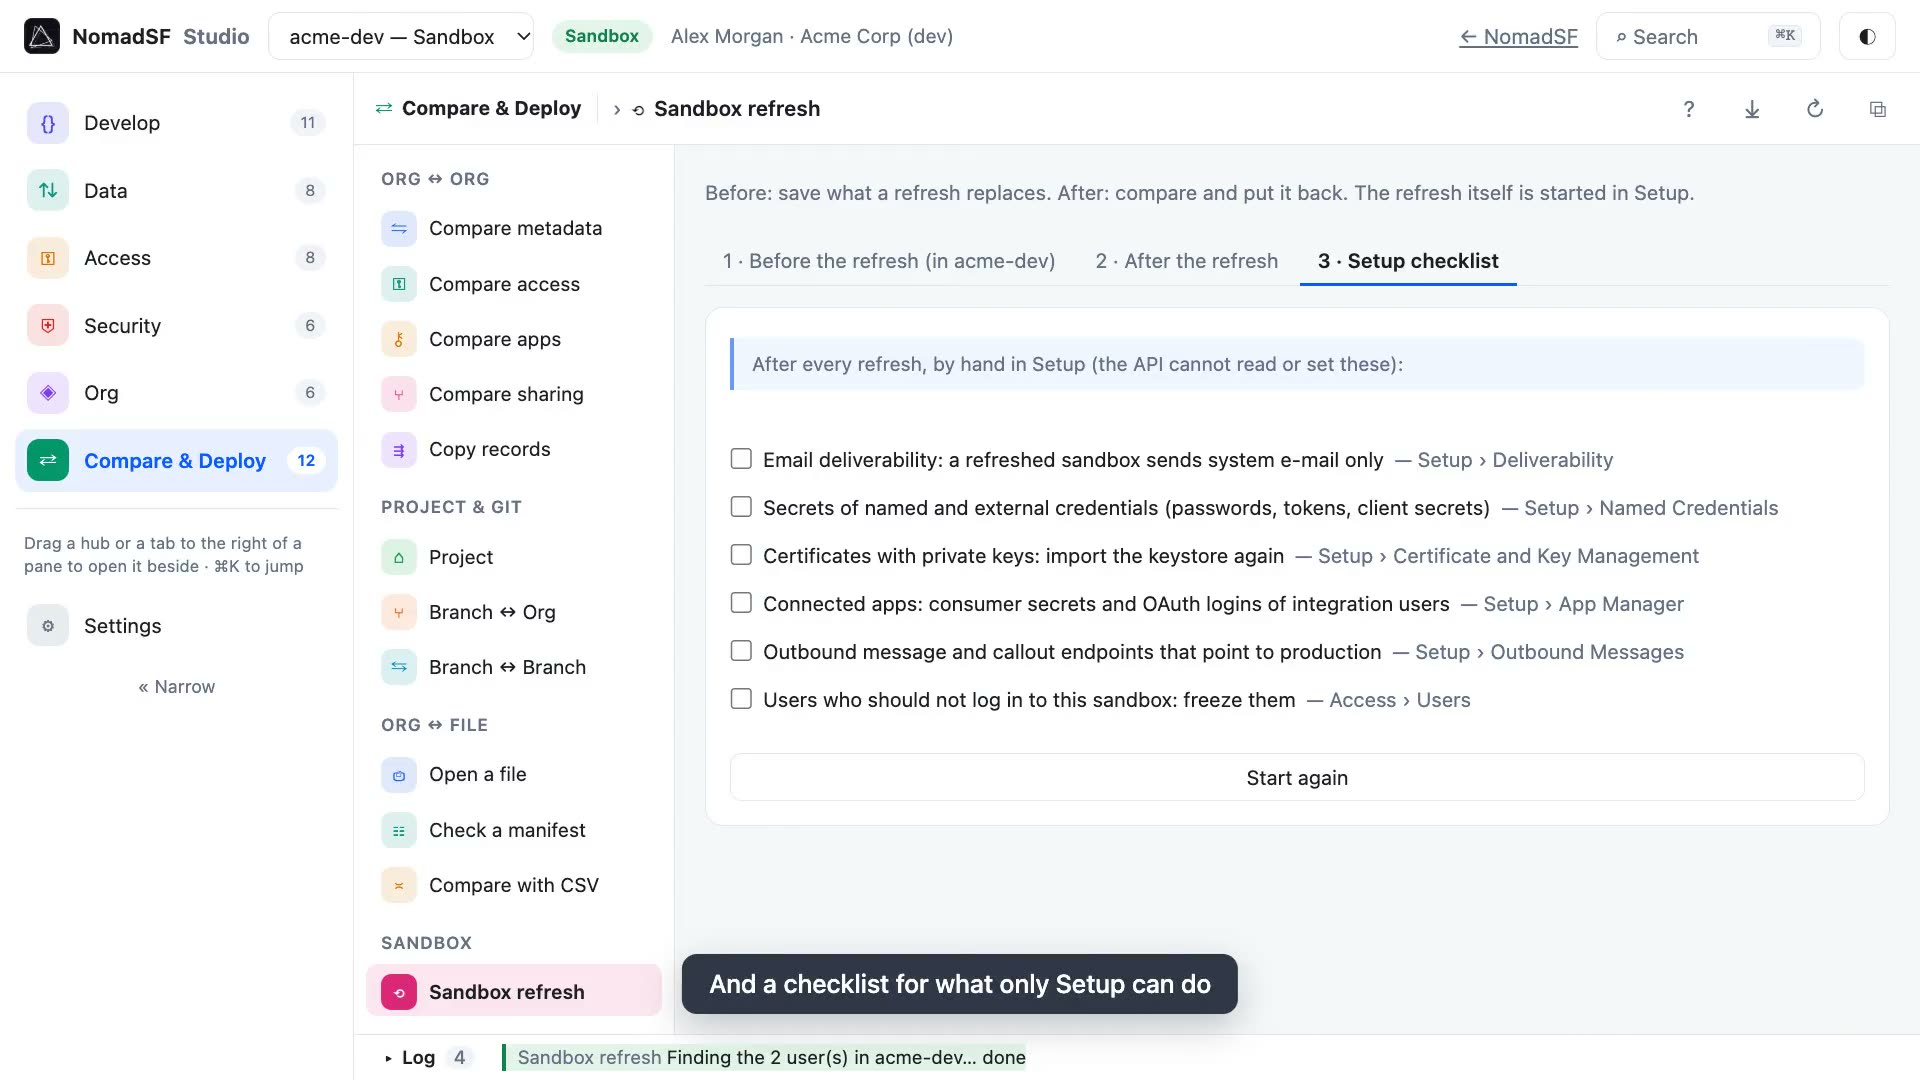 NomadSF Studio
acme-dev — Sandbox
Sandbox
Alex Morgan · Acme Corp (dev)
← NomadSF
Search ⌘K
Develop 11
Data 8
Access 8
Security 6
Org 6
Compare & Deploy 12
Drag a hub or a tab to the right of a
pane to open it beside · ⌘K to jump
Settings
« Narrow
Compare & Deploy › Sandbox refresh
?
ORG ↔ ORG
Compare metadata
Compare access
Compare apps
Compare sharing
Copy records
PROJECT & GIT
Project
Branch ↔ Org
Branch ↔ Branch
ORG ↔ FILE
Open a file
Check a manifest
Compare with CSV
SANDBOX
Sandbox refresh
Before: save what a refresh replaces. After: compare and put it back. The refresh itself is started in Setup.
1 · Before the refresh (in acme-dev)
2 · After the refresh
3 · Setup checklist
After every refresh, by hand in Setup (the API cannot read or set these):
Email deliverability: a refreshed sandbox sends system e-mail only — Setup › Deliverability
Secrets of named and external credentials (passwords, tokens, client secrets) — Setup › Named Credentials
Certificates with private keys: import the keystore again — Setup › Certificate and Key Management
Connected apps: consumer secrets and OAuth logins of integration users — Setup › App Manager
Outbound message and callout endpoints that point to production — Setup › Outbound Messages
Users who should not log in to this sandbox: freeze them — Access › Users
Start again
And a checklist for what only Setup can do
Log 4
Sandbox refresh Finding the 2 user(s) in acme-dev... done